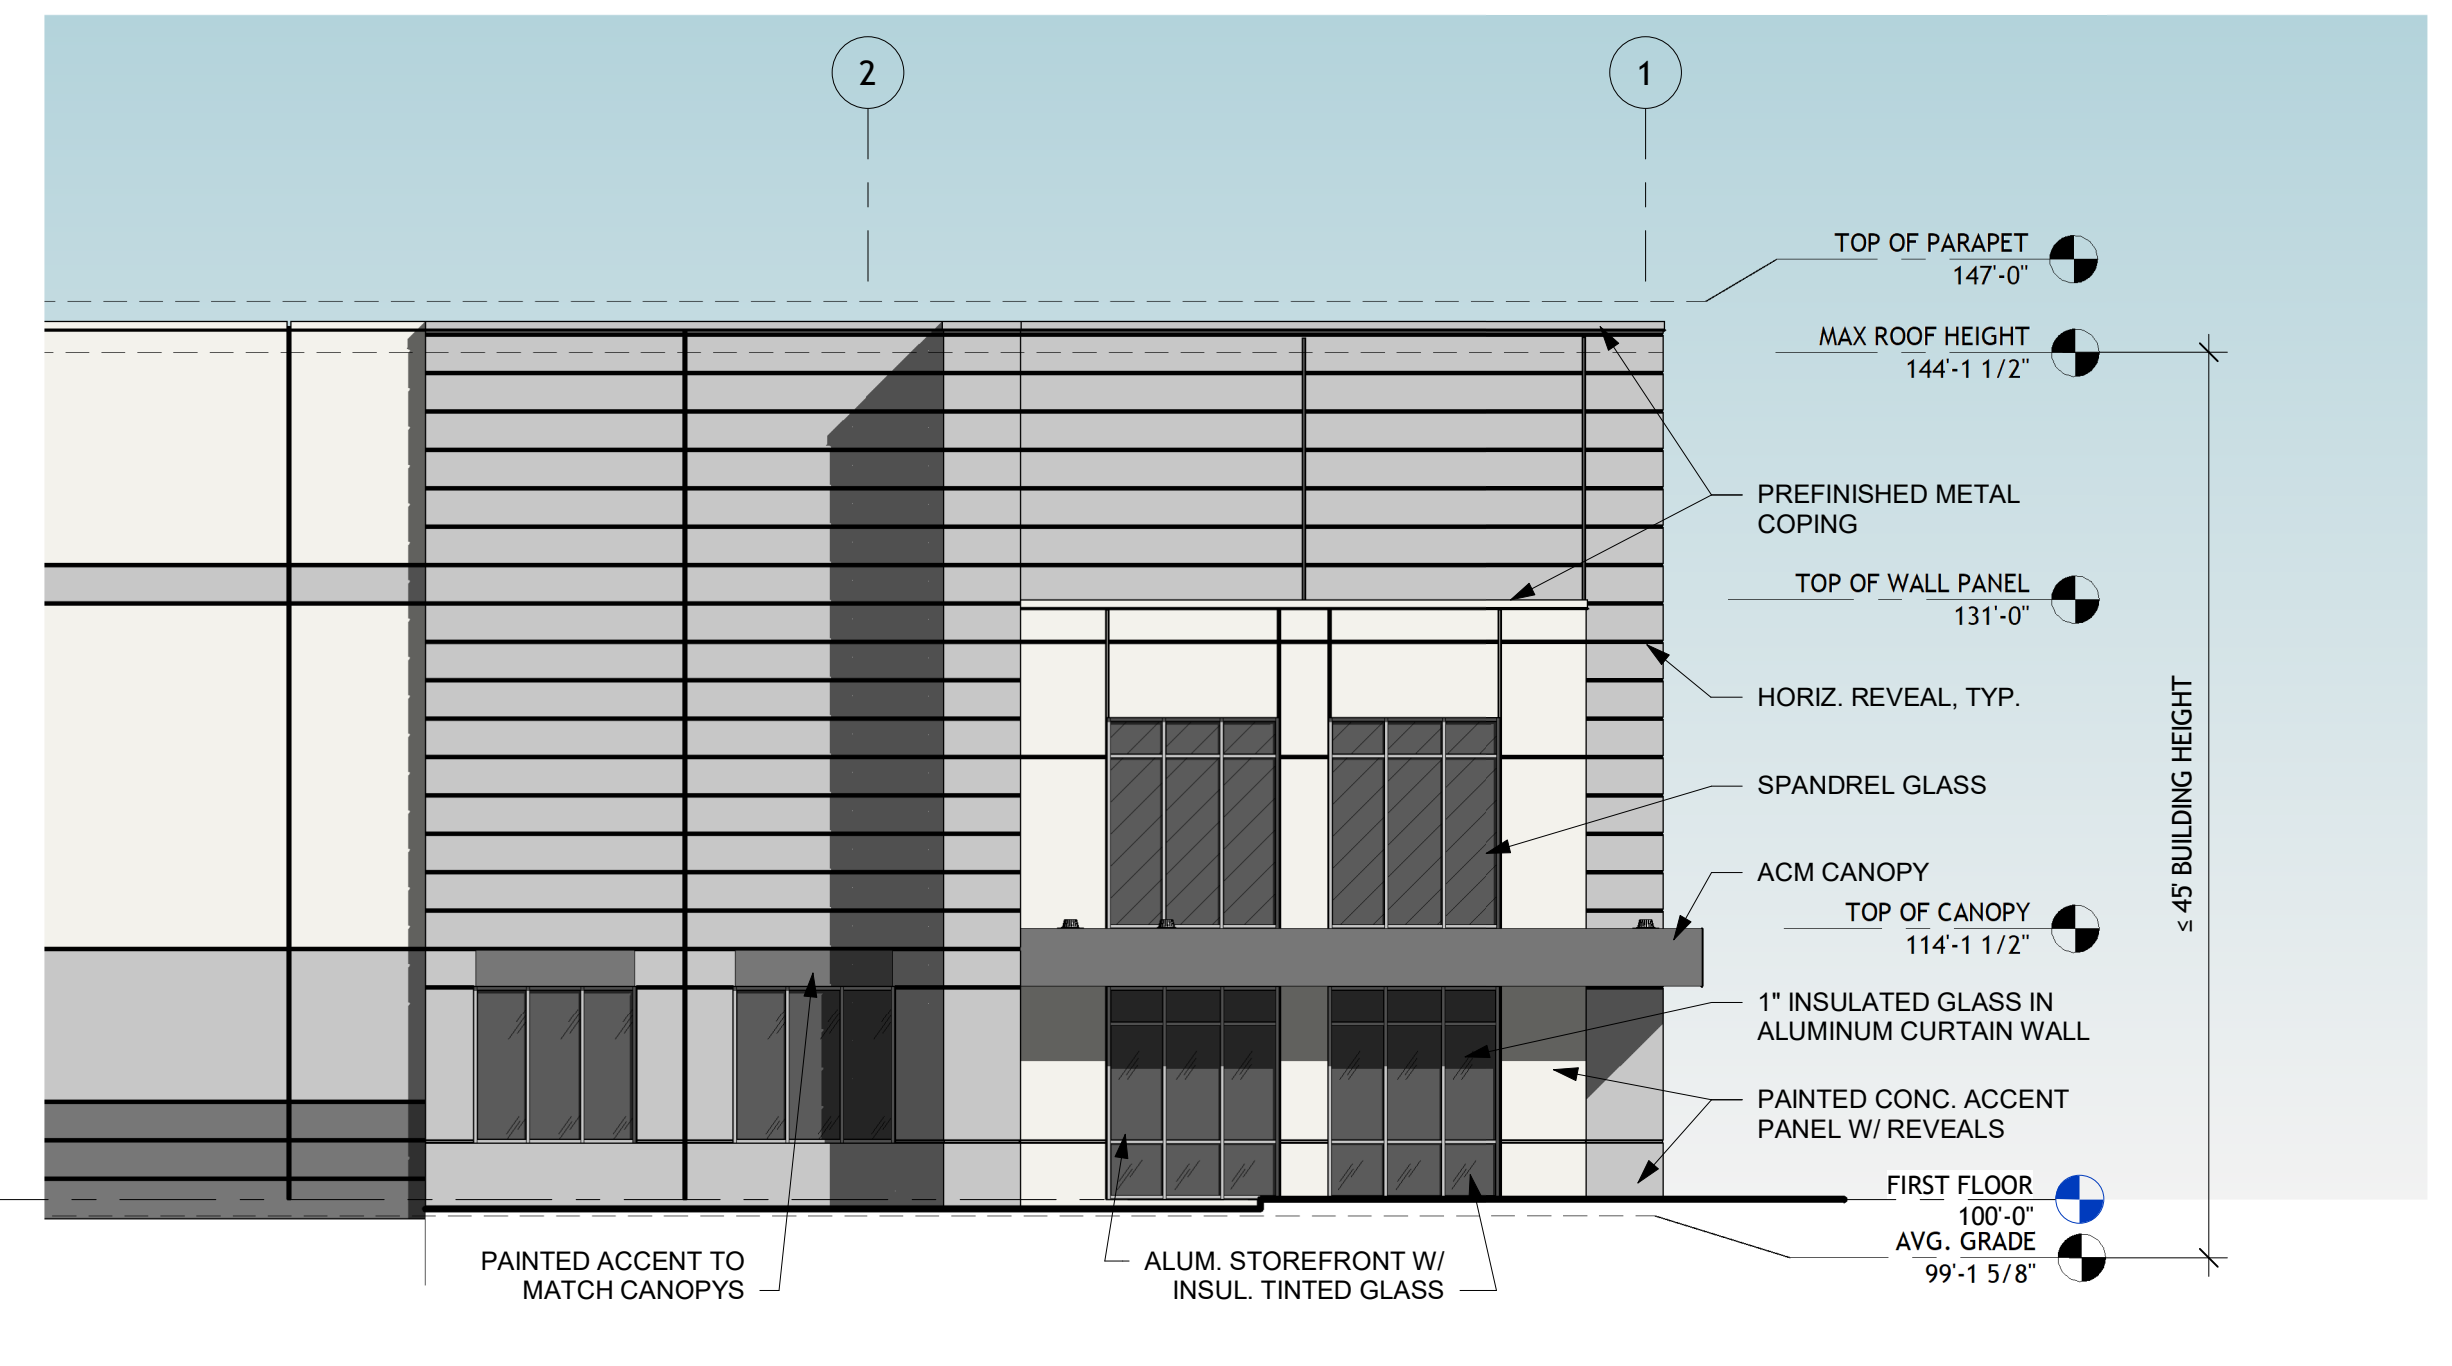 2
1
TOP OF PARAPET
147'-0"
MAX ROOF HEIGHT
144'-1 1/2"
PREFINISHED METAL
COPING
TOP OF WALL PANEL
131'-0"
HORIZ. REVEAL, TYP.
SPANDREL GLASS
≤ 45' BUILDING HEIGHT
ACM CANOPY
TOP OF CANOPY
114'-1 1/2"
1" INSULATED GLASS IN
ALUMINUM CURTAIN WALL
PAINTED CONC. ACCENT
PANEL W/ REVEALS
FIRST FLOOR
100'-0"
AVG. GRADE
99'-1 5/8"
PAINTED ACCENT TO
MATCH CANOPYS
ALUM. STOREFRONT W/
INSUL. TINTED GLASS